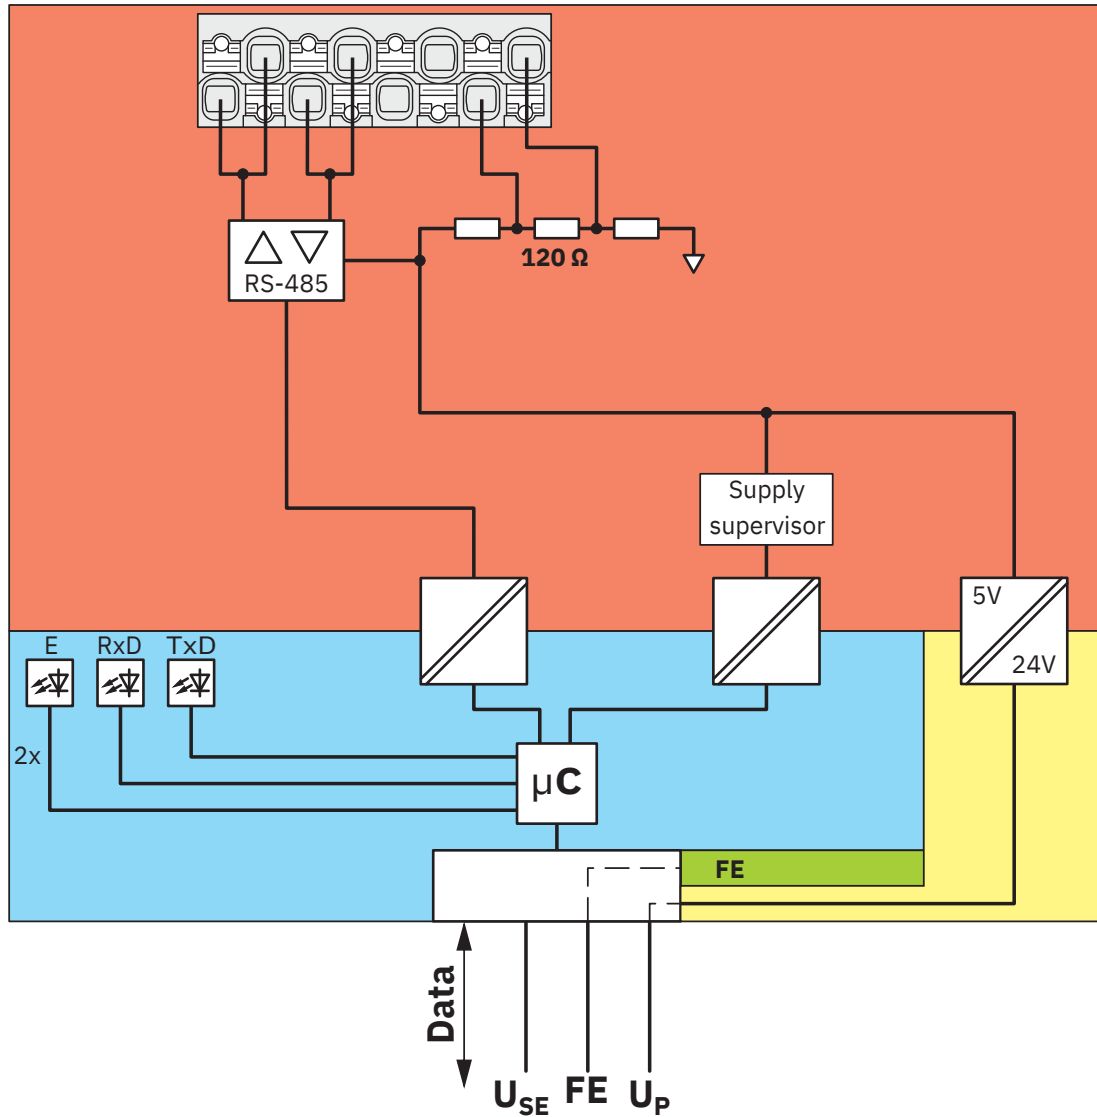 RS-485
120 Ω
Supply
supervisor
5V
24V
E RxD TxD
2x
µC
FE
Data
USE FE UP